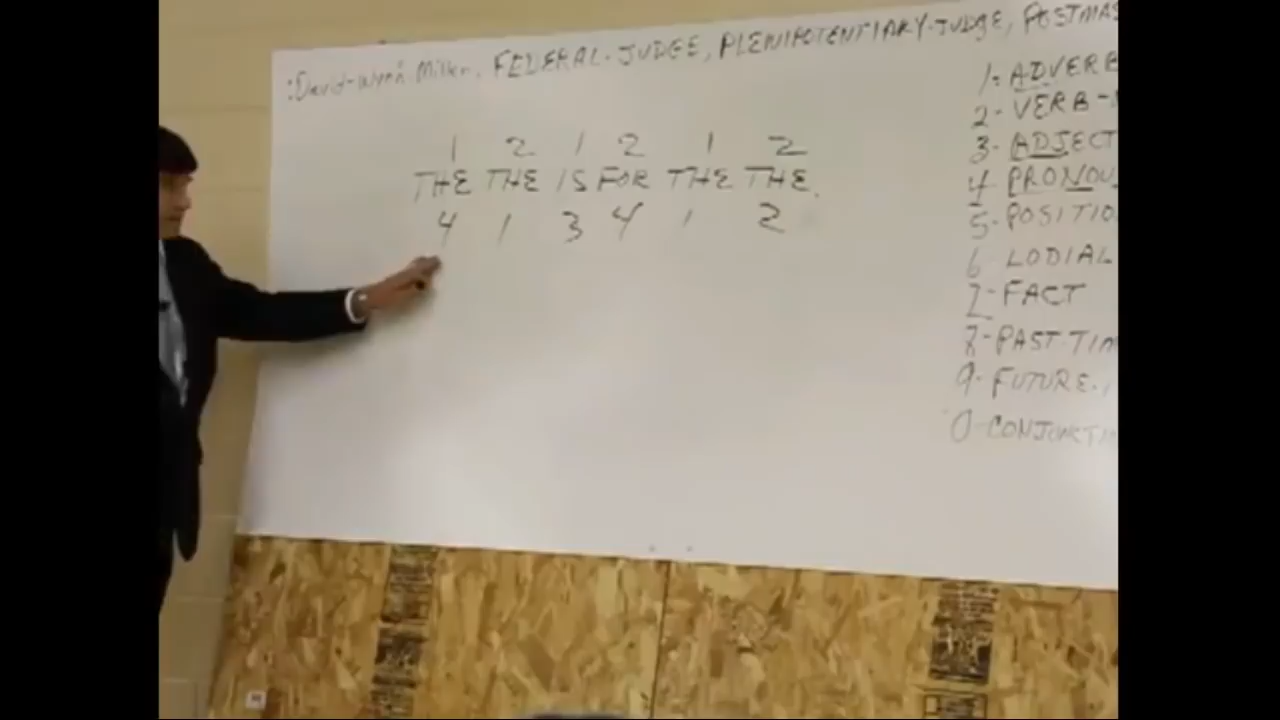 :David-Wynn Miller, FEDERAL-JUDGE, PLENIPOTENTIARY-JUDGE, POSTMAS
1 2 1 2 1 2
THE THE IS FOR THE THE.
4 1 3 4 1 2
1- ADVERB
2- VERB-
3- ADJECT
4 PRONOU
5- POSITIO
6 LODIAL
7- FACT
8- PAST-TIM
9- FUTURE-
0-CONJUNCTI